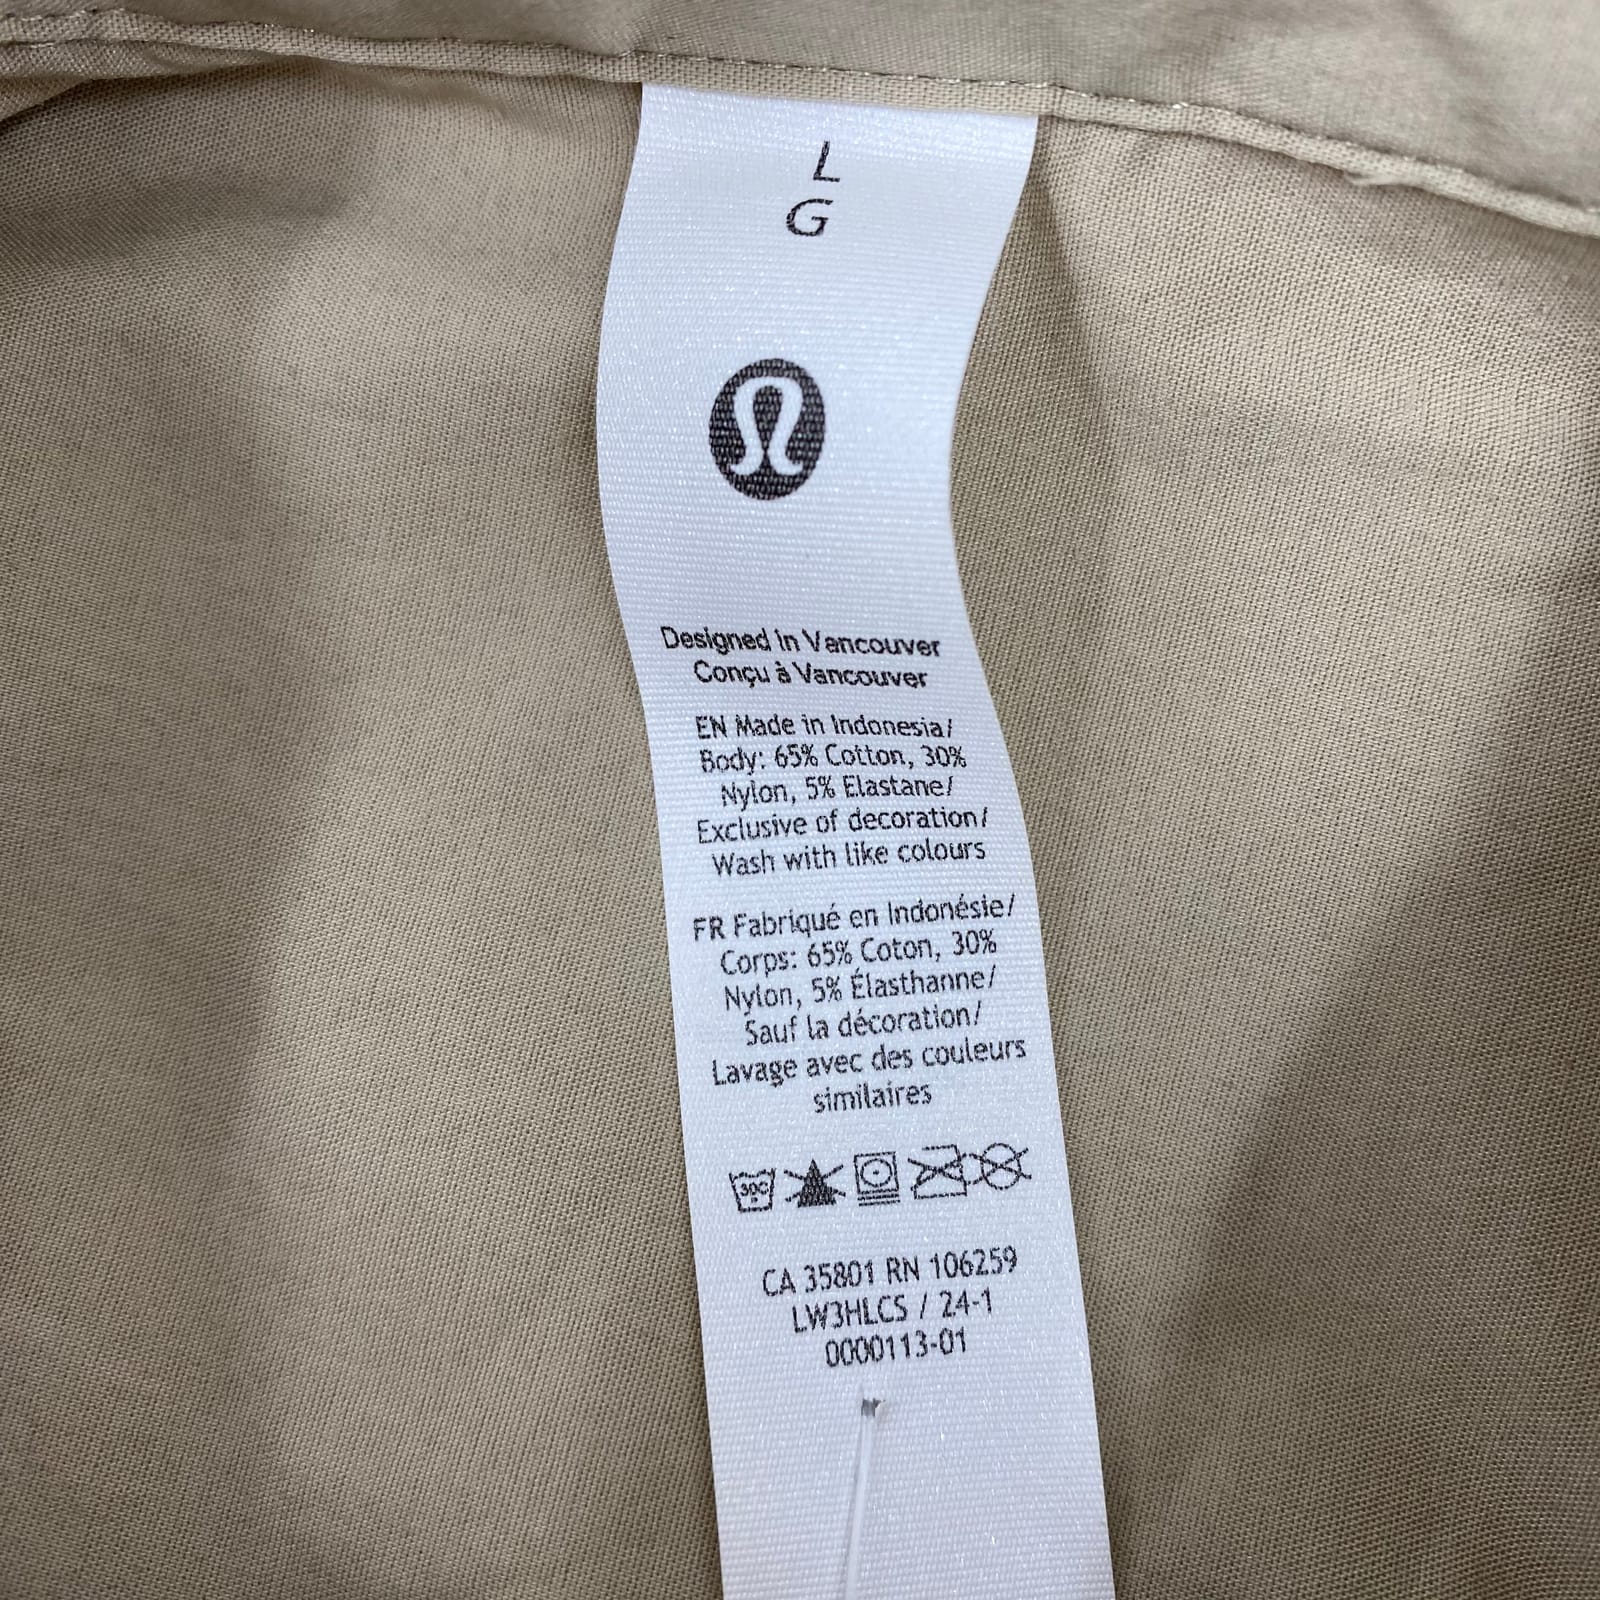 L
G
Designed in Vancouver
Conçu à Vancouver
EN Made in Indonesia/
Body: 65% Cotton, 30%
Nylon, 5% Elastane/
Exclusive of decoration/
Wash with like colours
FR Fabriqué en Indonésie/
Corps: 65% Coton, 30%
Nylon, 5% Élasthanne/
Sauf la décoration/
Lavage avec des couleurs
similaires
30C
CA 35801 RN 106259
LW3HLCS / 24-1
0000113-01